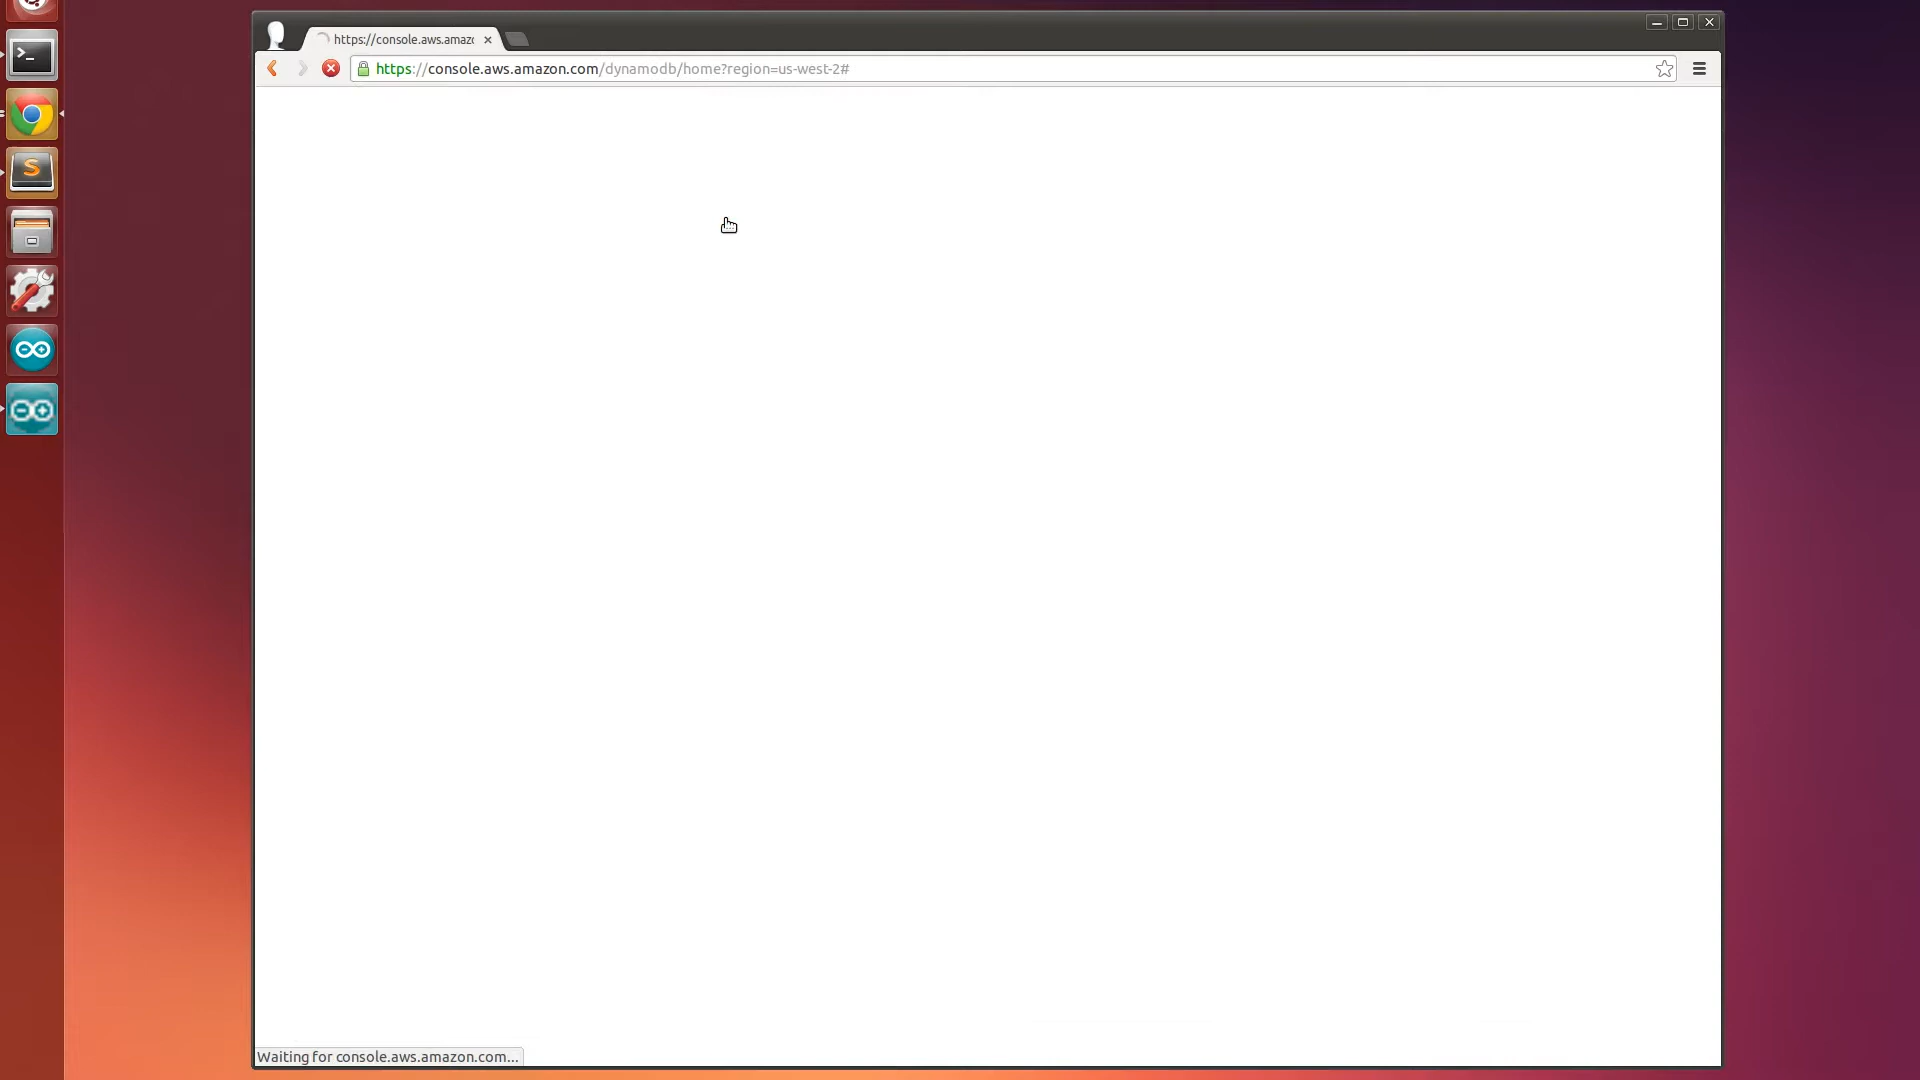 https://console.aws.amazo
https://console.aws.amazon.com/dynamodb/home?region=us-west-2#
>_
S
Waiting for console.aws.amazon.com...